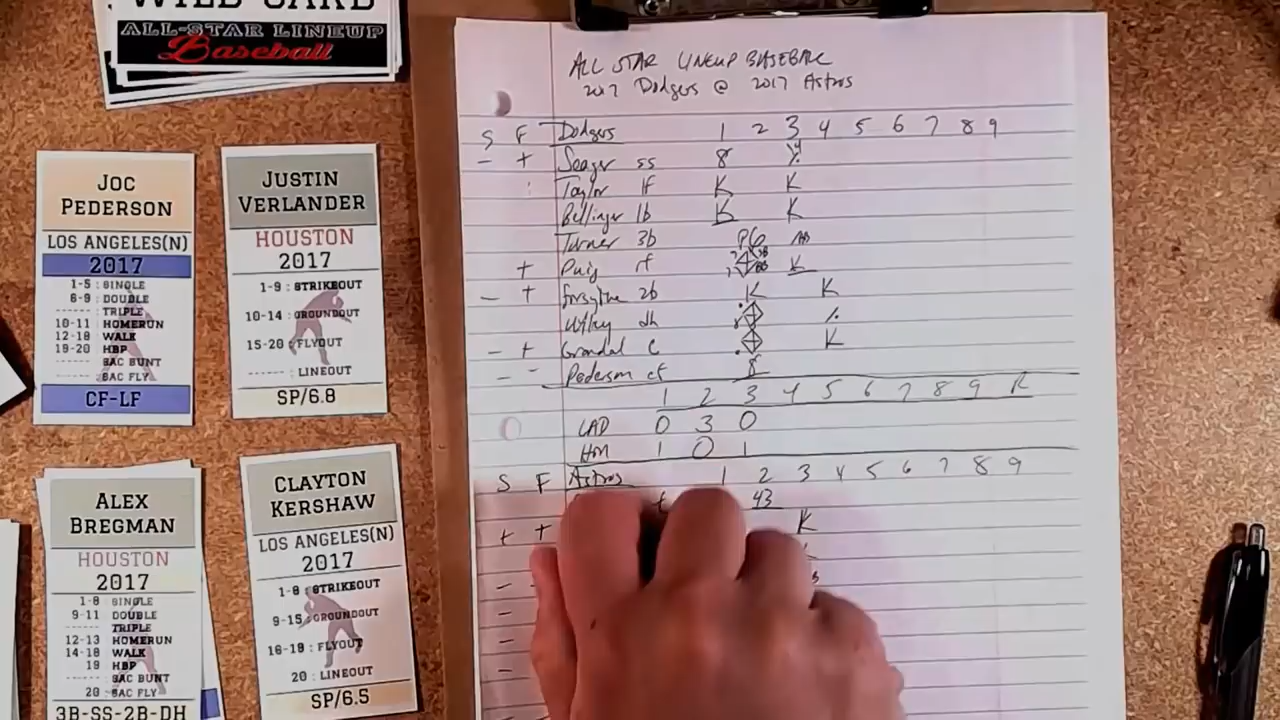 WILD CARD
ALL-STAR LINEUP
Baseball
JOC
PEDERSON
LOS ANGELES(N)
2017
1-5 : SINGLE
6-9 : DOUBLE
----- : TRIPLE
10-11 : HOMERUN
12-18 : WALK
19-20 : HBP
----- : SAC BUNT
----- : SAC FLY
CF-LF
JUSTIN
VERLANDER
HOUSTON
2017
1-9 : STRIKEOUT
10-14 : GROUNDOUT
15-20 : FLYOUT
----- : LINEOUT
SP/6.8
ALEX
BREGMAN
HOUSTON
2017
1-8 SINGLE
9-11 DOUBLE
----- TRIPLE
12-13 HOMERUN
14-18 WALK
19 HBP
----- SAC BUNT
20 SAC FLY
3B-SS-2B-DH
CLAYTON
KERSHAW
LOS ANGELES(N)
2017
1-8 : STRIKEOUT
9-15 : GROUNDOUT
16-19 : FLYOUT
20 : LINEOUT
SP/6.5
ALL STAR LINEUP BASEBALL
2017 Dodgers @ 2017 Astros
S F Dodgers 1 2 3 4 5 6 7 8 9
- + Seager ss 8
Taylor lf K K
Bellinger 1b K K
Turner 3b
+ Puig rf K
- + Forsythe 2b K K
Utley dh
- + Grandal c K
- - Pederson cf 8
1 2 3 4 5 6 7 8 9 R
LAD 0 3 0
HOU 1 0 1
S F Astros 1 2 3 4 5 6 7 8 9
43
+ + K
-
-
-
-